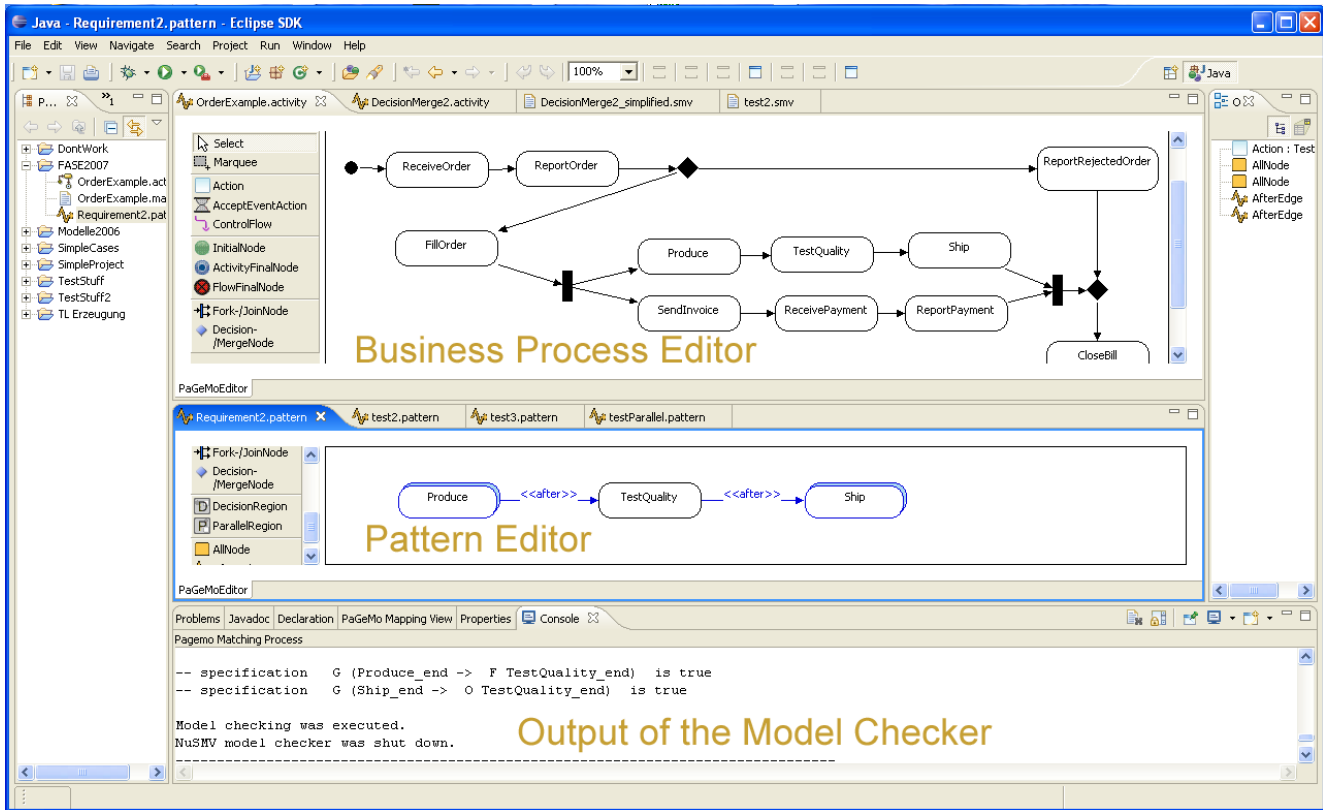 Java - Requirement2.pattern - Eclipse SDK
File Edit View Navigate Search Project Run Window Help
100%
Java
P...
»1
DontWork
FASE2007
OrderExample.act
OrderExample.ma
Requirement2.pat
Modelle2006
SimpleCases
SimpleProject
TestStuff
TestStuff2
TL Erzeugung
OrderExample.activity
DecisionMerge2.activity
DecisionMerge2_simplified.smv
test2.smv
Select
Marquee
Action
AcceptEventAction
ControlFlow
InitialNode
ActivityFinalNode
FlowFinalNode
Fork-/JoinNode
Decision-
/MergeNode
ReceiveOrder
ReportOrder
ReportRejectedOrder
FillOrder
Produce
TestQuality
Ship
SendInvoice
ReceivePayment
ReportPayment
CloseBill
Business Process Editor
PaGeMoEditor
Requirement2.pattern
test2.pattern
test3.pattern
testParallel.pattern
Fork-/JoinNode
Decision-
/MergeNode
DecisionRegion
ParallelRegion
AllNode
Produce
<<after>>
TestQuality
<<after>>
Ship
Pattern Editor
PaGeMoEditor
O
Action : Test
AllNode
AllNode
AfterEdge
AfterEdge
Problems Javadoc Declaration PaGeMo Mapping View Properties Console
Pagemo Matching Process
-- specification G (Produce_end -> F TestQuality_end) is true
-- specification G (Ship_end -> O TestQuality_end) is true
Model checking was executed.
NuSMV model checker was shut down.
Output of the Model Checker